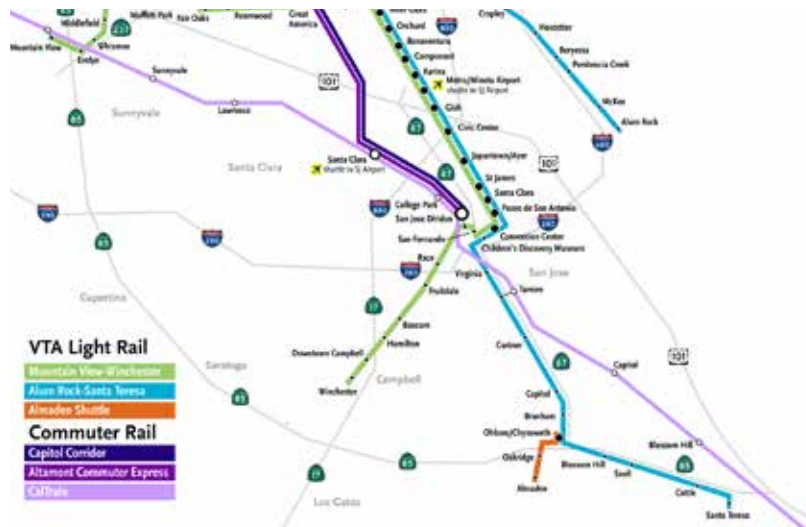 Moffett Park
Fair Oaks
Reamwood
Great
America
Orchard
Bonaventura
Component
Karina
Metro/Mineta Airport
shuttle to SJ Airport
Gish
Civic Center
Japantown/Ayer
St James
Santa Clara
Paseo de San Antonio
Convention Center
Children's Discovery Museum
Cropley
Hostetter
Berryessa
Penitencia Creek
McKee
Alum Rock
Middlefield
Whisman
Mountain View
Evelyn
237
Sunnyvale
Lawrence
Sunnyvale
101
85
Santa Clara
Santa Clara
shuttle to SJ Airport
880
87
680
101
College Park
San Jose Diridon
San Fernando
Race
Fruitdale
Bascom
Hamilton
Downtown Campbell
Winchester
280
280
280
280
85
17
Cupertino
Saratoga
Campbell
Los Gatos
San Jose
Virginia
Tamien
Curtner
87
Capitol
Capitol
Branham
Ohlone/Chynoweth
Oakridge
Almaden
Blossom Hill
Snell
Blossom Hill
85
Cottle
Santa Teresa
101
85
85
17
VTA Light Rail
Mountain View-Winchester
Alum Rock-Santa Teresa
Almaden Shuttle
Commuter Rail
Capitol Corridor
Altamont Commuter Express
CalTrain